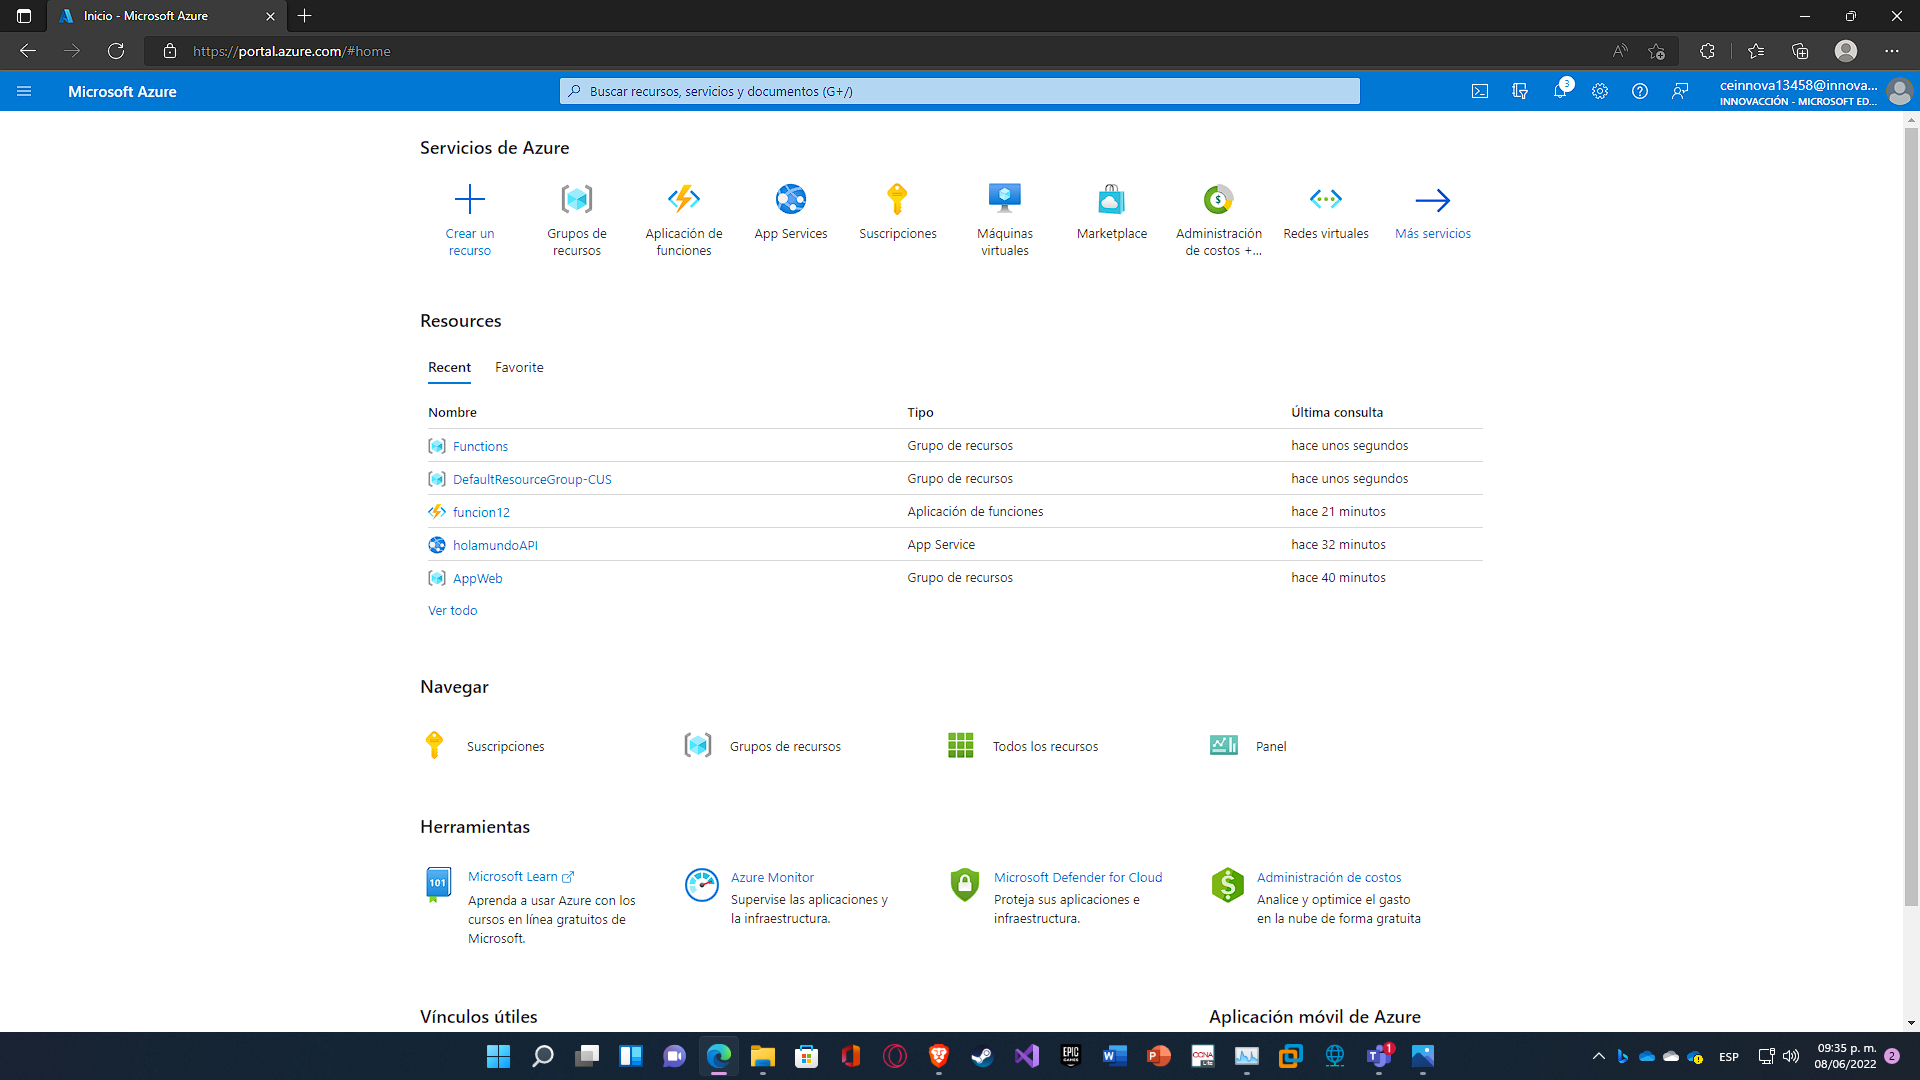 Inicio - Microsoft Azure
https://portal.azure.com/#home
Microsoft Azure
Buscar recursos, servicios y documentos (G+/)
3
ceinnova13458@innova...
INNOVACCIÓN - MICROSOFT ED...
Servicios de Azure
Crear un
recurso
Grupos de
recursos
Aplicación de
funciones
App Services
Suscripciones
Máquinas
virtuales
Marketplace
Administración
de costos +...
Redes virtuales
Más servicios
Resources
Recent
Favorite
Nombre Tipo Última consulta
Functions Grupo de recursos hace unos segundos
DefaultResourceGroup-CUS Grupo de recursos hace unos segundos
funcion12 Aplicación de funciones hace 21 minutos
holamundoAPI App Service hace 32 minutos
AppWeb Grupo de recursos hace 40 minutos
Ver todo
Navegar
Suscripciones
Grupos de recursos
Todos los recursos
Panel
Herramientas
101
Microsoft Learn
Aprenda a usar Azure con los
cursos en línea gratuitos de
Microsoft.
Azure Monitor
Supervise las aplicaciones y
la infraestructura.
Microsoft Defender for Cloud
Proteja sus aplicaciones e
infraestructura.
Administración de costos
Analice y optimice el gasto
en la nube de forma gratuita
Vínculos útiles
Aplicación móvil de Azure
EPIC
GAMES
CCNA
1
ESP
09:35 p. m.
08/06/2022
2